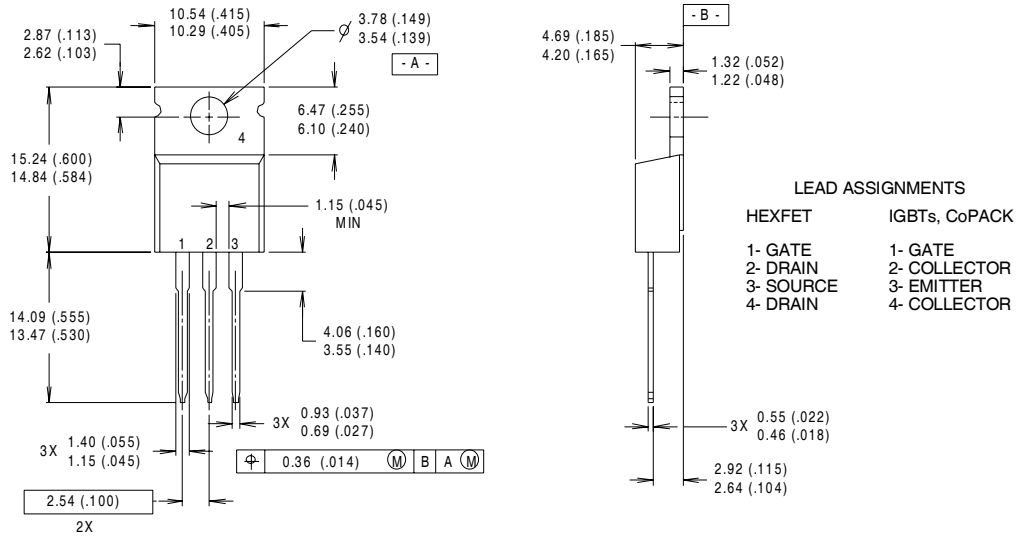 10.54 (.415)
10.29 (.405)
3.78 (.149)
3.54 (.139)
- A -
2.87 (.113)
2.62 (.103)
6.47 (.255)
6.10 (.240)
4
15.24 (.600)
14.84 (.584)
1.15 (.045)
MIN
1 2 3
14.09 (.555)
13.47 (.530)
4.06 (.160)
3.55 (.140)
3X 0.93 (.037)
0.69 (.027)
3X 1.40 (.055)
1.15 (.045)
⌖ 0.36 (.014) Ⓜ B A Ⓜ
2.54 (.100)
2X
- B -
4.69 (.185)
4.20 (.165)
1.32 (.052)
1.22 (.048)
3X 0.55 (.022)
0.46 (.018)
2.92 (.115)
2.64 (.104)
LEAD ASSIGNMENTS
HEXFET
1- GATE
2- DRAIN
3- SOURCE
4- DRAIN
IGBTs, CoPACK
1- GATE
2- COLLECTOR
3- EMITTER
4- COLLECTOR